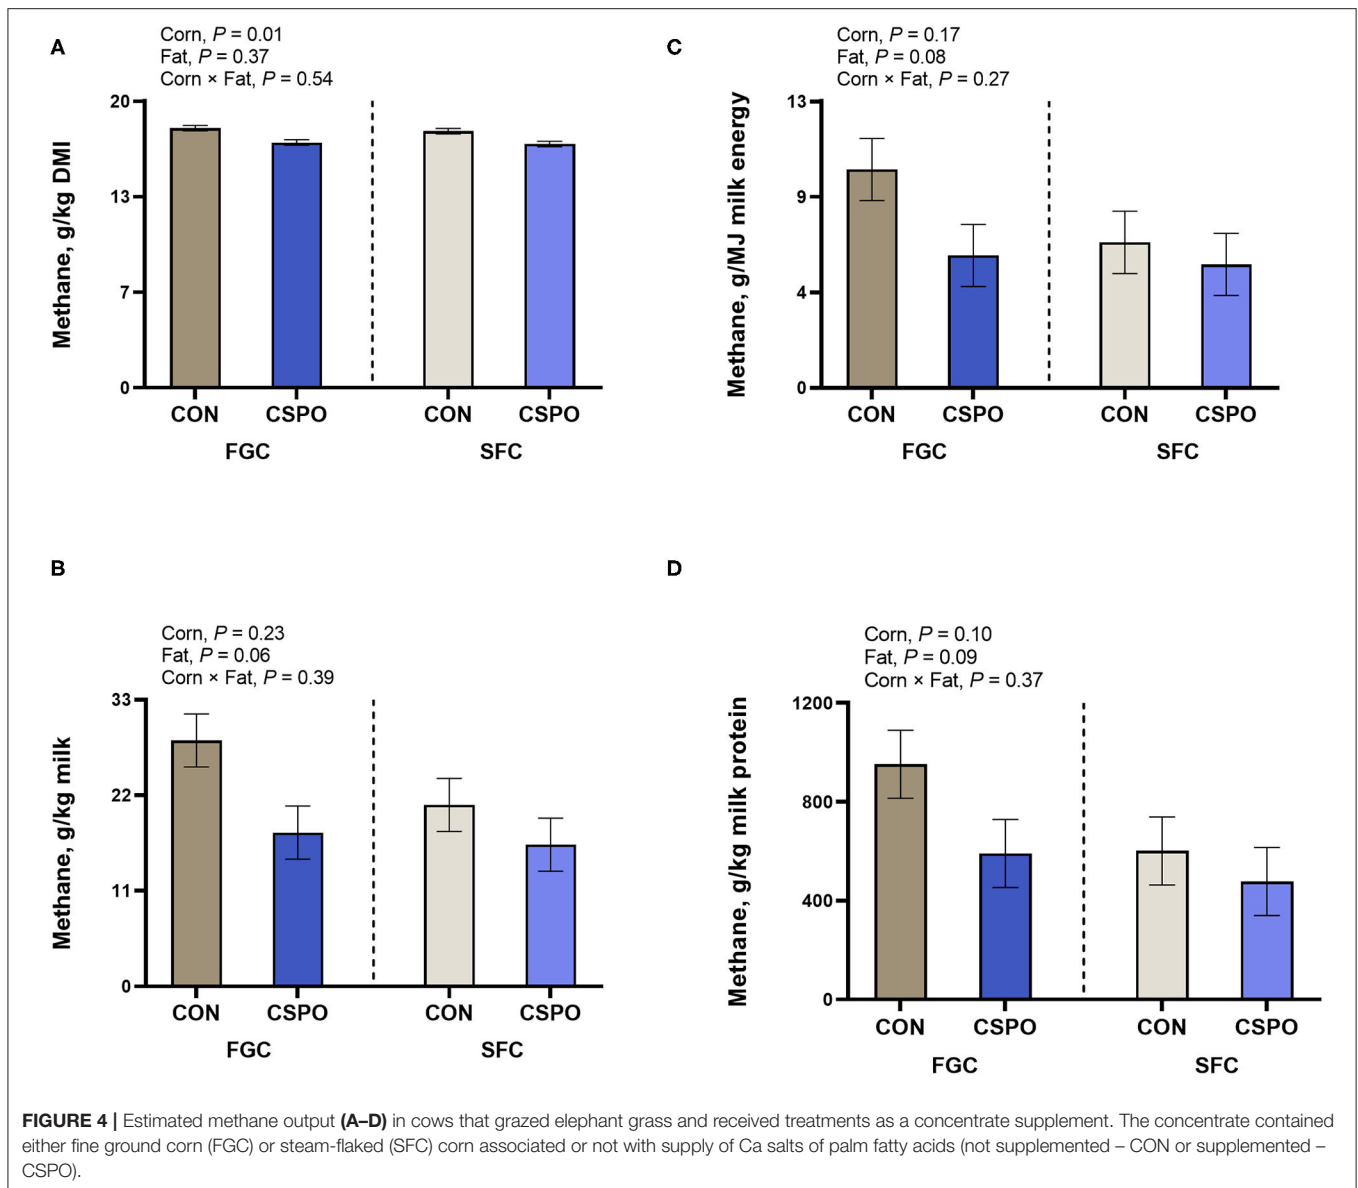 A
Corn, P = 0.01
Fat, P = 0.37
Corn × Fat, P = 0.54
Methane, g/kg DMI
20
13
7
0
CON CSPO CON CSPO
FGC SFC
C
Corn, P = 0.17
Fat, P = 0.08
Corn × Fat, P = 0.27
Methane, g/MJ milk energy
13
9
4
0
CON CSPO CON CSPO
FGC SFC
B
Corn, P = 0.23
Fat, P = 0.06
Corn × Fat, P = 0.39
Methane, g/kg milk
33
22
11
0
CON CSPO CON CSPO
FGC SFC
D
Corn, P = 0.10
Fat, P = 0.09
Corn × Fat, P = 0.37
Methane, g/kg milk protein
1200
800
400
0
CON CSPO CON CSPO
FGC SFC
FIGURE 4 | Estimated methane output (A–D) in cows that grazed elephant grass and received treatments as a concentrate supplement. The concentrate contained
either fine ground corn (FGC) or steam-flaked (SFC) corn associated or not with supply of Ca salts of palm fatty acids (not supplemented – CON or supplemented –
CSPO).